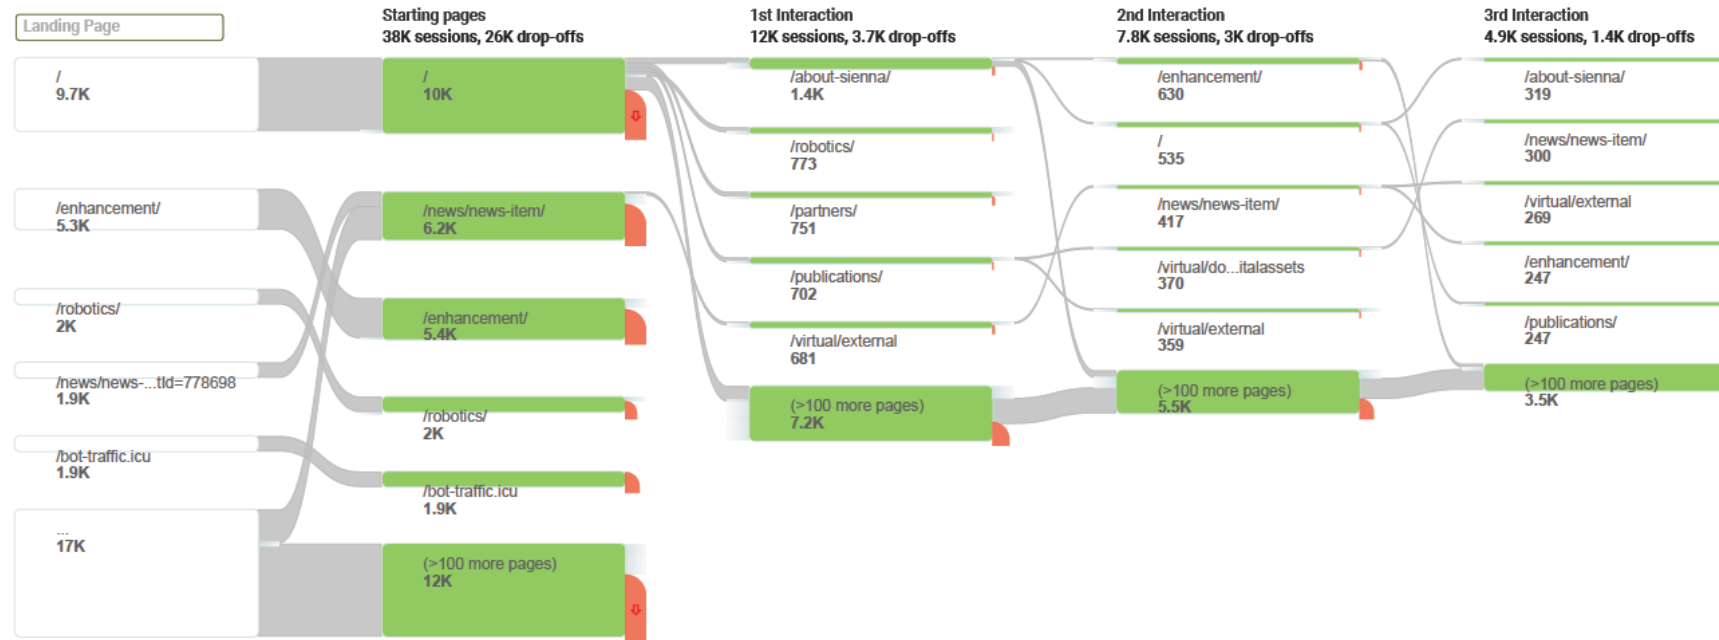 Landing Page
/
9.7K
/enhancement/
5.3K
/robotics/
2K
/news/news-...tId=778698
1.9K
/bot-traffic.icu
1.9K
...
17K
Starting pages
38K sessions, 26K drop-offs
/
10K
/news/news-item/
6.2K
/enhancement/
5.4K
/robotics/
2K
/bot-traffic.icu
1.9K
(>100 more pages)
12K
1st Interaction
12K sessions, 3.7K drop-offs
/about-sienna/
1.4K
/robotics/
773
/partners/
751
/publications/
702
/virtual/external
681
(>100 more pages)
7.2K
2nd Interaction
7.8K sessions, 3K drop-offs
/enhancement/
630
/
535
/news/news-item/
417
/virtual/do...italassets
370
/virtual/external
359
(>100 more pages)
5.5K
3rd Interaction
4.9K sessions, 1.4K drop-offs
/about-sienna/
319
/news/news-item/
300
/virtual/external
269
/enhancement/
247
/publications/
247
(>100 more pages)
3.5K